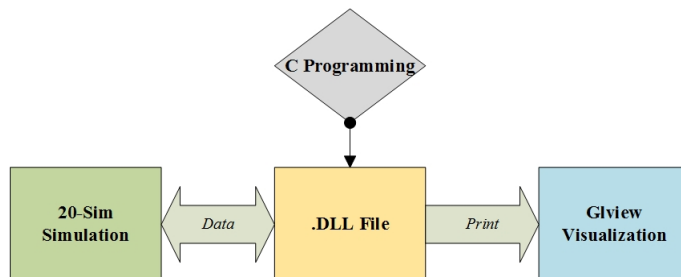 C Programming
20-Sim
Simulation
Data
.DLL File
Print
Glview
Visualization